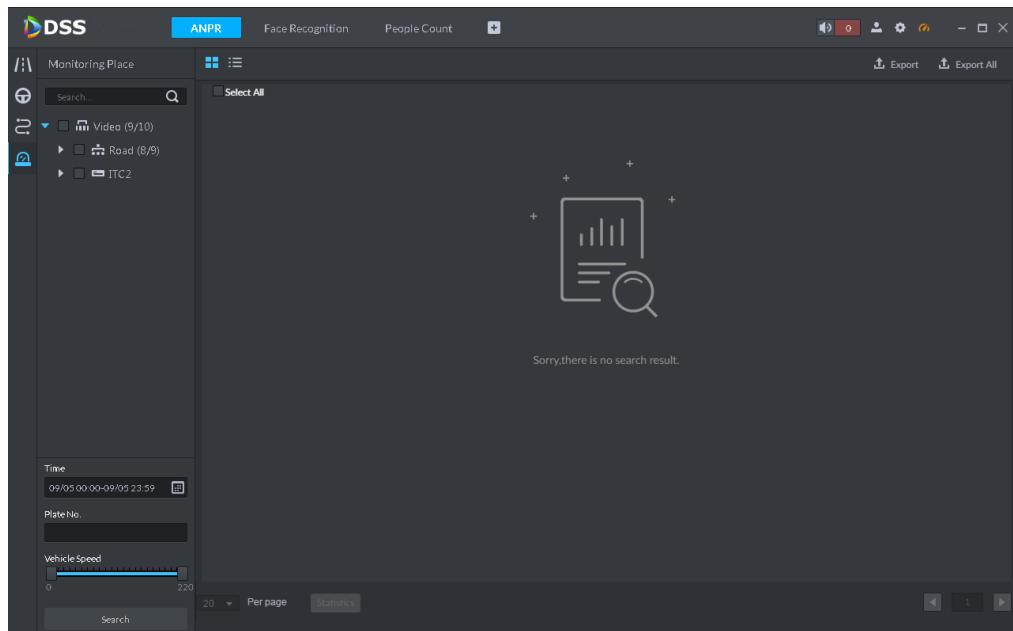 DSS ANPR Face Recognition People Count 0
Monitoring Place Export Export All
Search... Select All
Video (9/10)
Road (8/9)
ITC2
Sorry,there is no search result.
Time
09/05 00:00-09/05 23:59
Plate No.
Vehicle Speed
0 220
20 Per page Statistics 1
Search